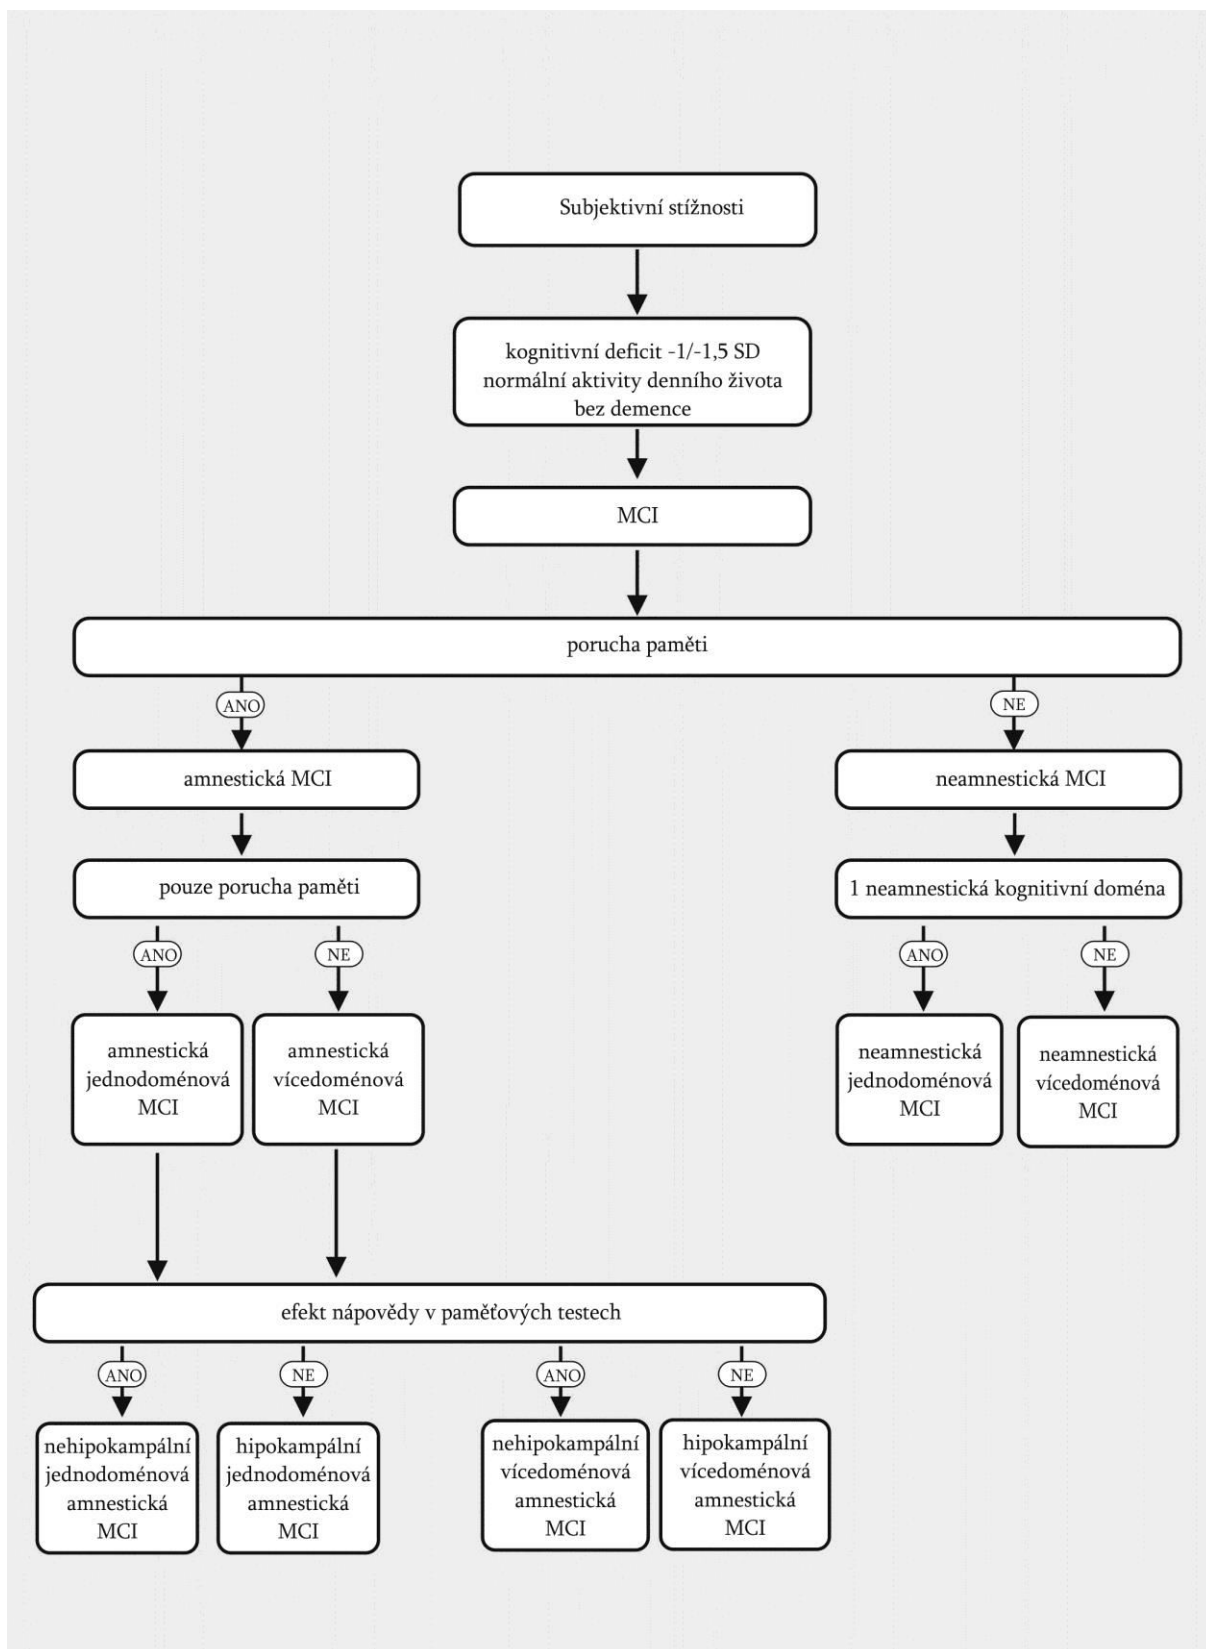 Subjektivní stížnosti
kognitivní deficit -1/-1,5 SD
normální aktivity denního života
bez demence
MCI
porucha paměti
ANO
NE
amnestická MCI
neamnestická MCI
pouze porucha paměti
1 neamnestická kognitivní doména
ANO
NE
ANO
NE
amnestická
jednodoménová
MCI
amnestická
vícedoménová
MCI
neamnestická
jednodoménová
MCI
neamnestická
vícedoménová
MCI
efekt nápovědy v paměťových testech
ANO
NE
ANO
NE
nehipokampální
jednodoménová
amnestická
MCI
hipokampální
jednodoménová
amnestická
MCI
nehipokampální
vícedoménová
amnestická
MCI
hipokampální
vícedoménová
amnestická
MCI